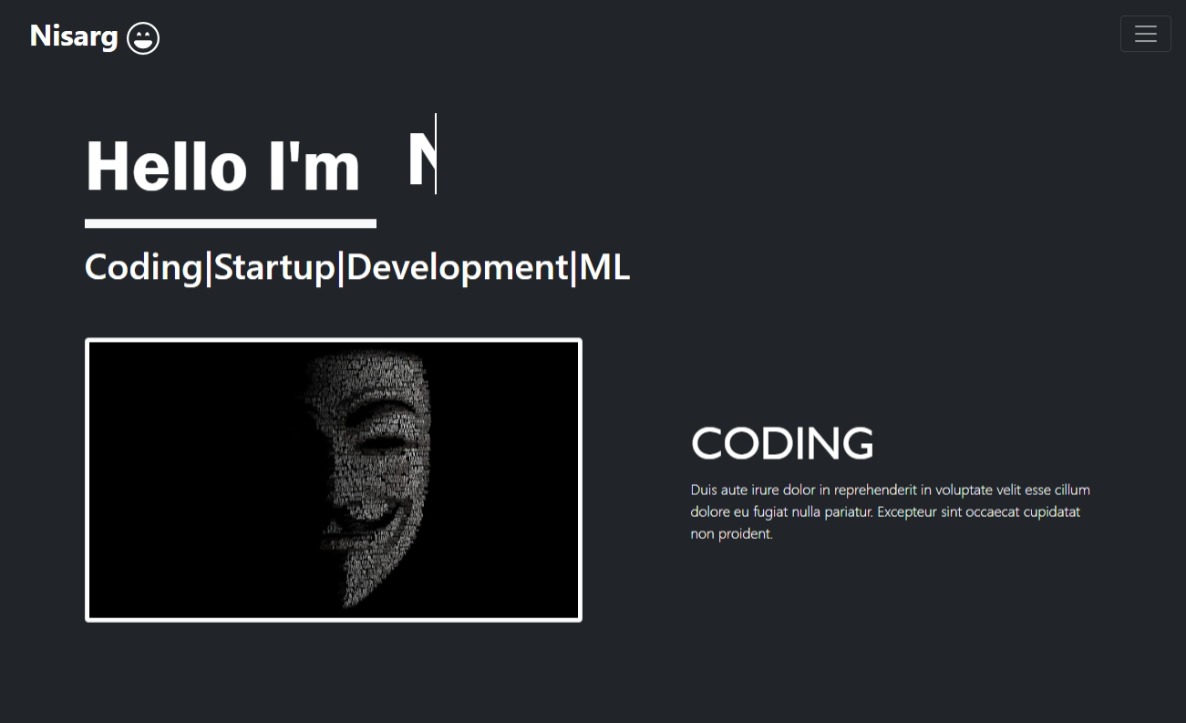 Nisarg
Hello I'm N
Coding|Startup|Development|ML
CODING
Duis aute irure dolor in reprehenderit in voluptate velit esse cillum
dolore eu fugiat nulla pariatur. Excepteur sint occaecat cupidatat
non proident.